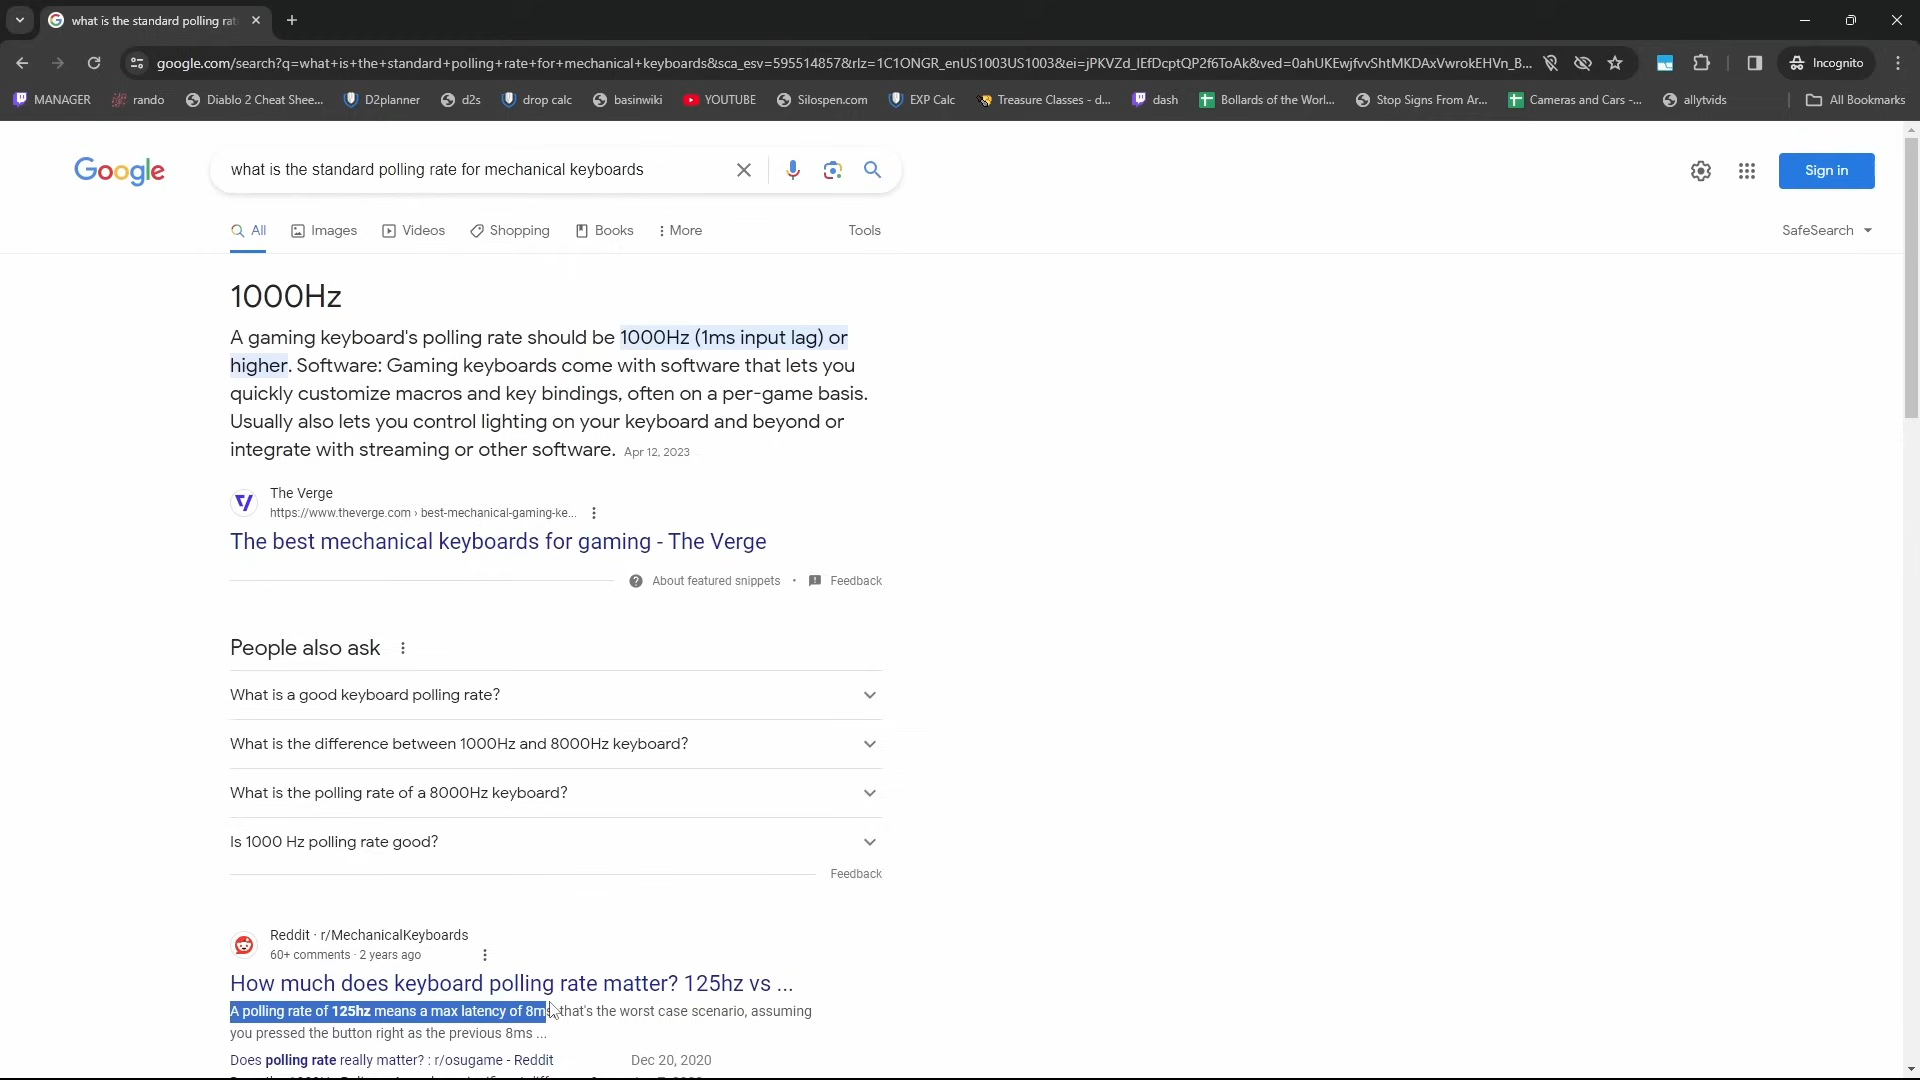 what is the standard polling rat
google.com/search?q=what+is+the+standard+polling+rate+for+mechanical+keyboards&sca_esv=595514857&rlz=1C1ONGR_enUS1003US1003&ei=jPKVZd_IEfDcptQP2f6ToAk&ved=0ahUKEwjfvvShtMKDAxVwrokEHVn_B...
Incognito
MANAGER
rando
Diablo 2 Cheat Shee...
D2planner
d2s
drop calc
basinwiki
YOUTUBE
Silospen.com
EXP Calc
Treasure Classes - d...
dash
Bollards of the Worl...
Stop Signs From Ar...
Cameras and Cars -...
allytvids
All Bookmarks
Google
what is the standard polling rate for mechanical keyboards
Sign in
All
Images
Videos
Shopping
Books
More
Tools
SafeSearch
1000Hz
A gaming keyboard's polling rate should be 1000Hz (1ms input lag) or
higher. Software: Gaming keyboards come with software that lets you
quickly customize macros and key bindings, often on a per-game basis.
Usually also lets you control lighting on your keyboard and beyond or
integrate with streaming or other software. Apr 12, 2023
The Verge
https://www.theverge.com › best-mechanical-gaming-ke...
The best mechanical keyboards for gaming - The Verge
About featured snippets • Feedback
People also ask
What is a good keyboard polling rate?
What is the difference between 1000Hz and 8000Hz keyboard?
What is the polling rate of a 8000Hz keyboard?
Is 1000 Hz polling rate good?
Feedback
Reddit · r/MechanicalKeyboards
60+ comments · 2 years ago
How much does keyboard polling rate matter? 125hz vs ...
A polling rate of 125hz means a max latency of 8m that's the worst case scenario, assuming
you pressed the button right as the previous 8ms ...
Does polling rate really matter? : r/osugame - Reddit
Dec 20, 2020